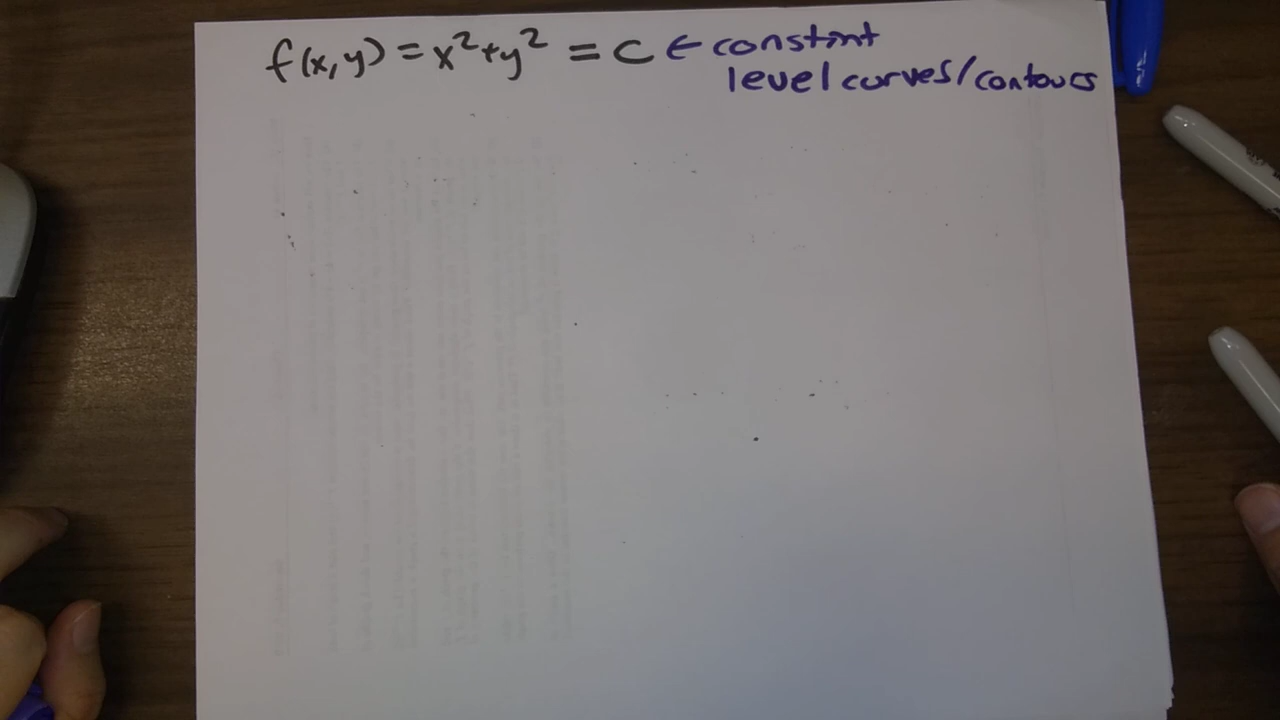 f(x,y) = x²+y² = C ← constant
level curves/contours